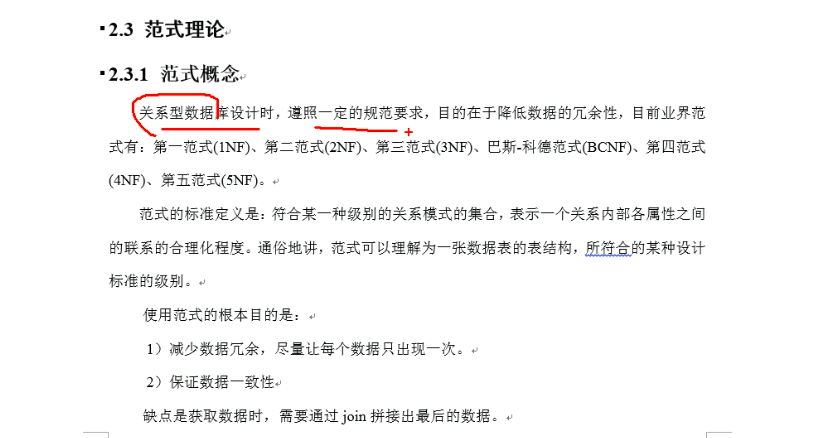 2.3 范式理论
2.3.1 范式概念
关系型数据库设计时，遵照一定的规范要求，目的在于降低数据的冗余性，目前业界范
式有：第一范式(1NF)、第二范式(2NF)、第三范式(3NF)、巴斯-科德范式(BCNF)、第四范式
(4NF)、第五范式(5NF)。
范式的标准定义是：符合某一种级别的关系模式的集合，表示一个关系内部各属性之间
的联系的合理化程度。通俗地讲，范式可以理解为一张数据表的表结构，所符合的某种设计
标准的级别。
使用范式的根本目的是：
1）减少数据冗余，尽量让每个数据只出现一次。
2）保证数据一致性
缺点是获取数据时，需要通过 join 拼接出最后的数据。